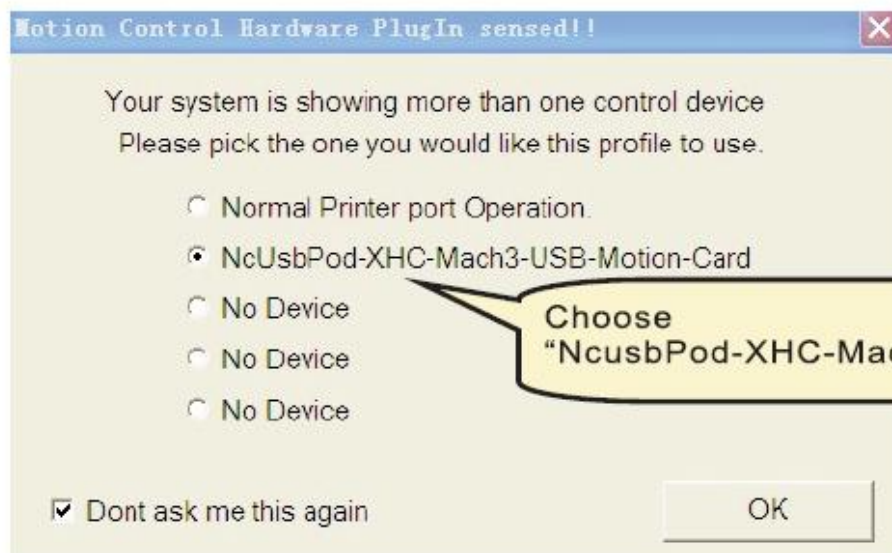 Motion Control Hardware PlugIn sensed!!
Your system is showing more than one control device
Please pick the one you would like this profile to use.
Normal Printer port Operation.
NcUsbPod-XHC-Mach3-USB-Motion-Card
No Device
Choose
"NcusbPod-XHC-Mac
No Device
No Device
Dont ask me this again
OK